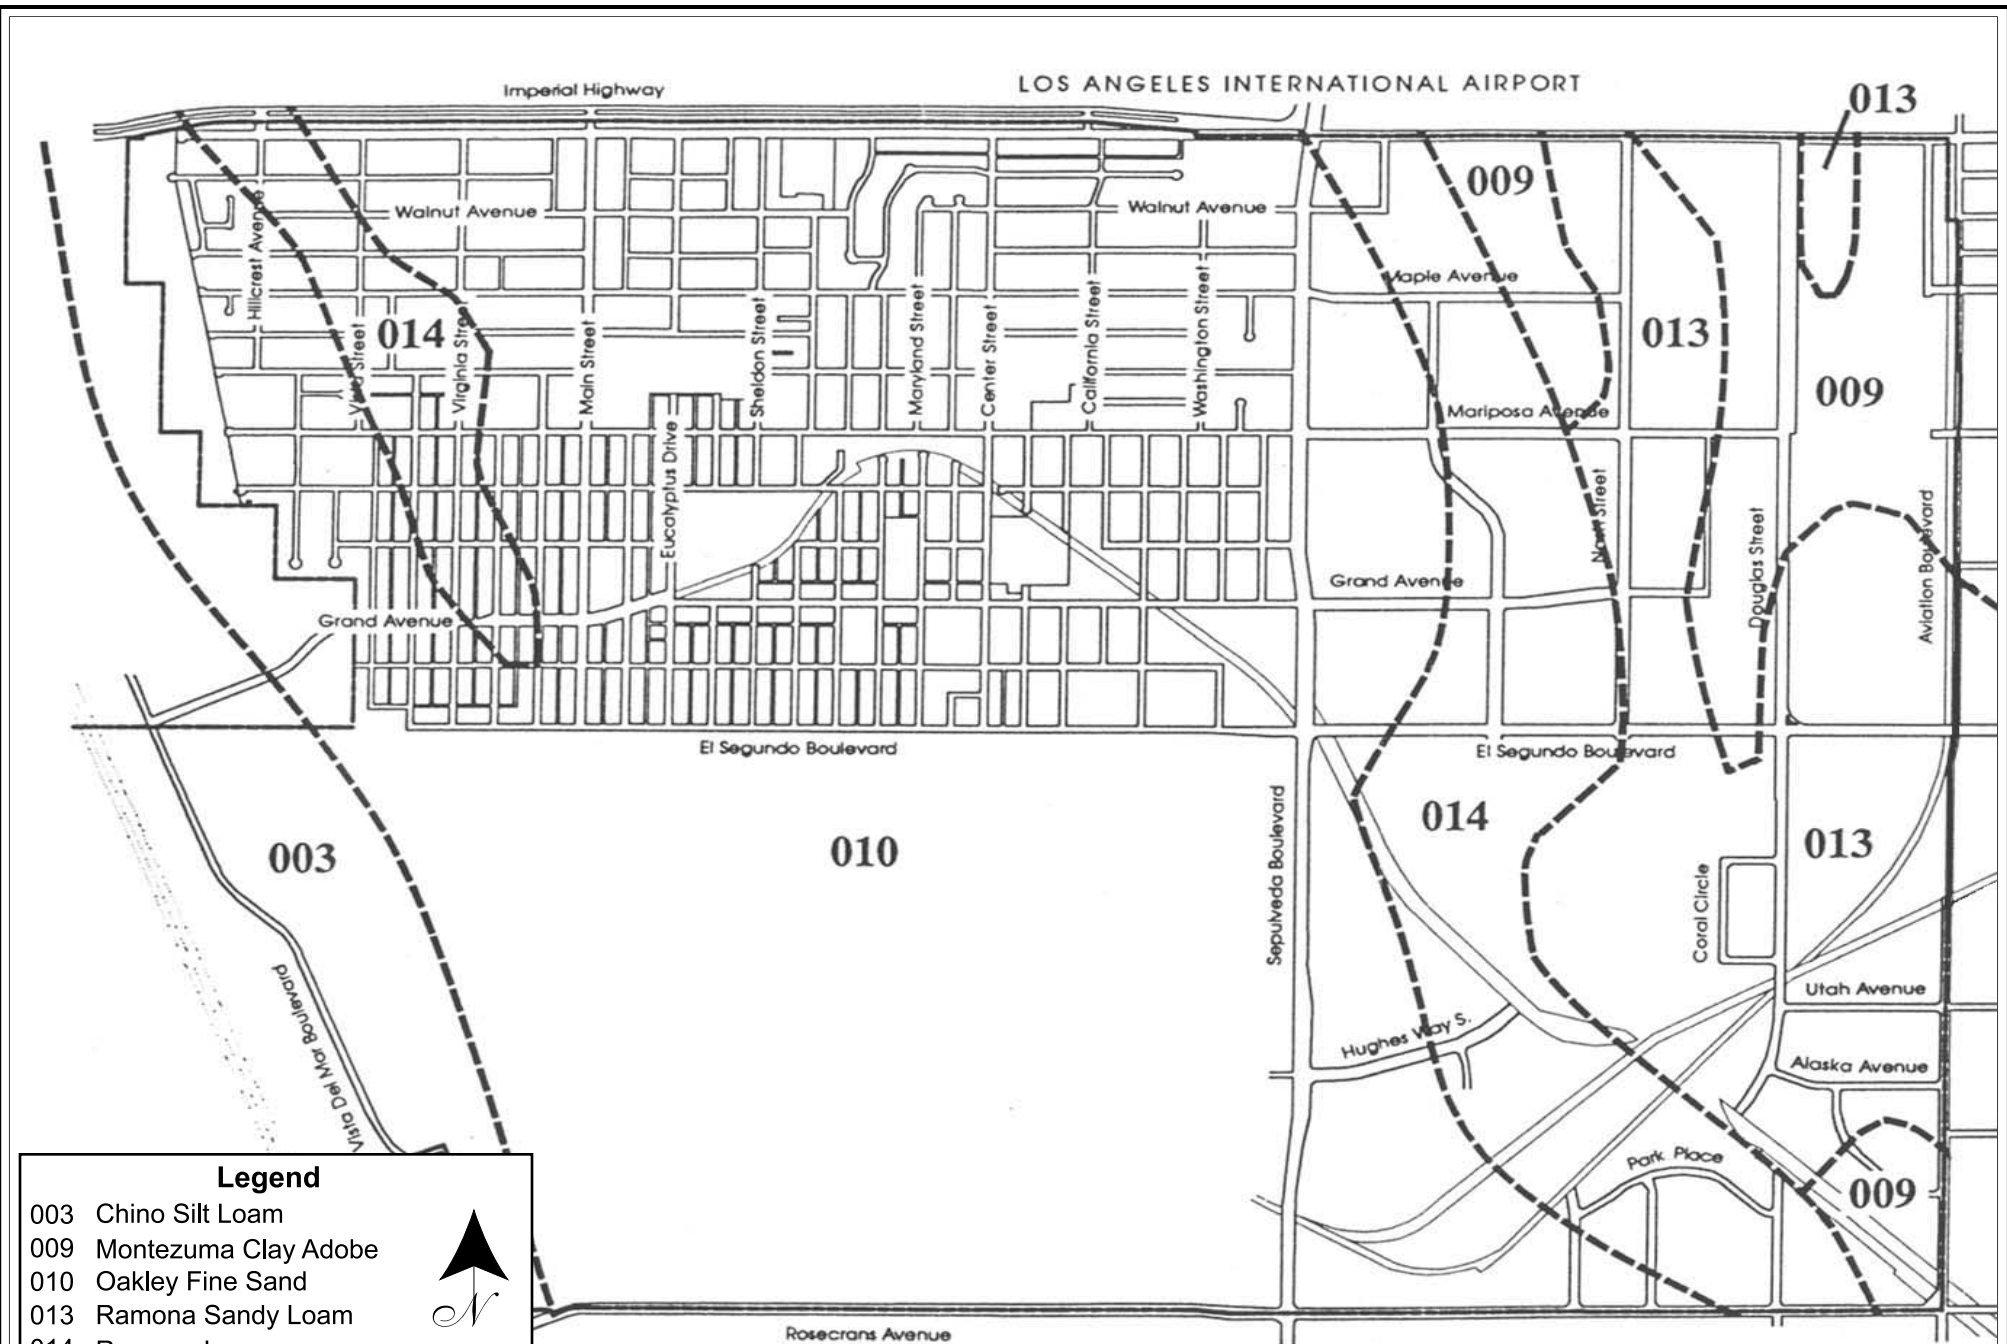 Imperial Highway
LOS ANGELES INTERNATIONAL AIRPORT
013
009
Walnut Avenue
Walnut Avenue
Hillcrest Avenue
Maple Avenue
014
Virginia Street
Main Street
Sheldon Street
Maryland Street
Center Street
California Street
Washington Street
013
009
Street
Mariposa Avenue
Eucalyptus Drive
Street
Douglas Street
Aviation Boulevard
Grand Avenue
Grand Avenue
El Segundo Boulevard
El Segundo Boulevard
003
010
Sepulveda Boulevard
014
013
Coral Circle
Utah Avenue
Vista Del Mar Boulevard
Hughes Way S.
Alaska Avenue
Park Place
009
Legend
003 Chino Silt Loam
009 Montezuma Clay Adobe
010 Oakley Fine Sand
013 Ramona Sandy Loam
N
Rosecrans Avenue